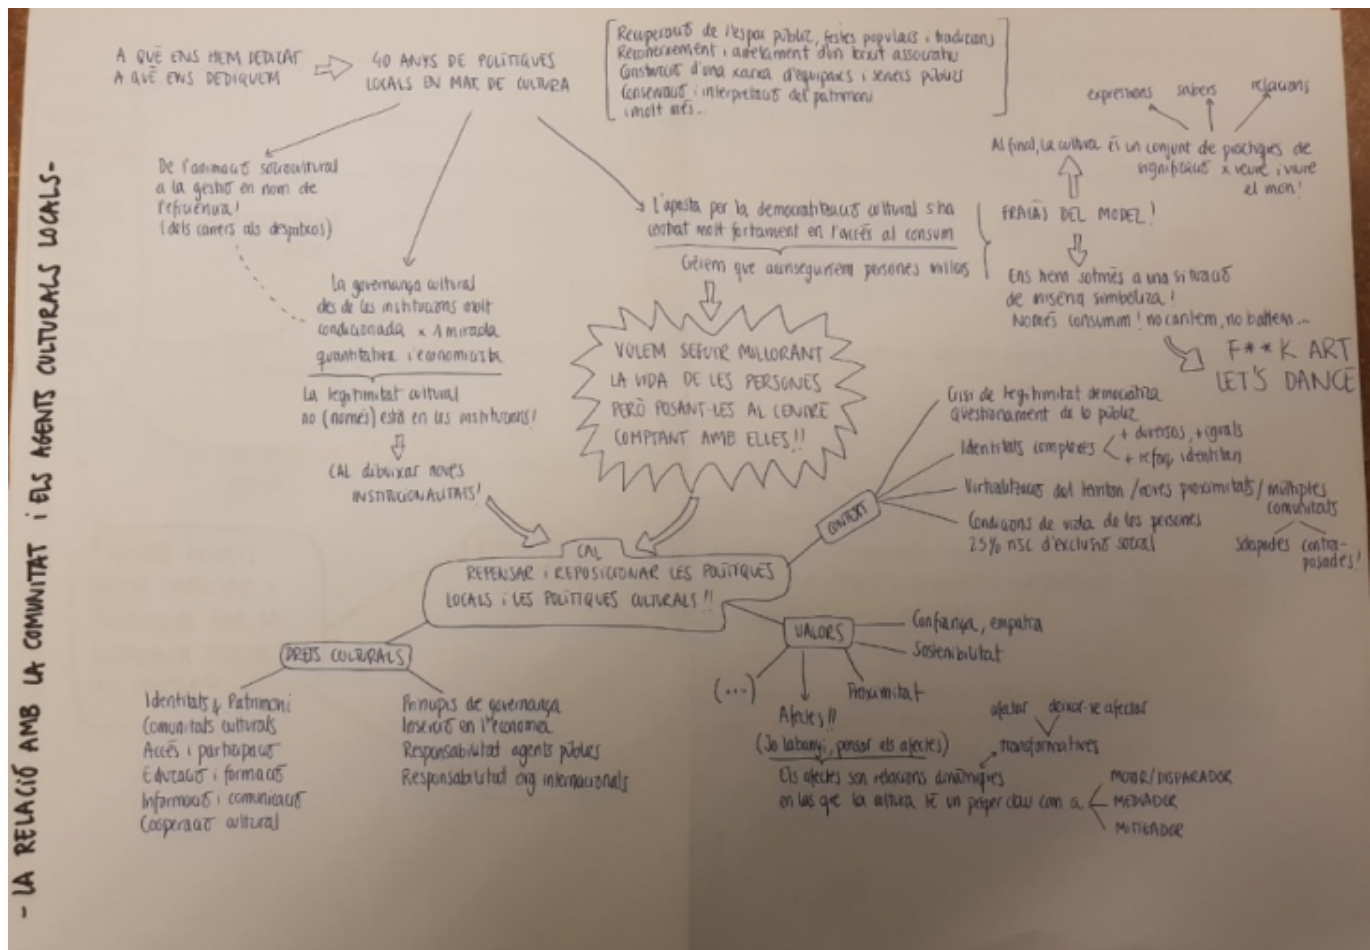 - LA RELACIÓ AMB LA COMUNITAT i ELS AGENTS CULTURALS LOCALS-
A QUÈ ENS HEM DEDICAT
A QUÈ ENS DEDIQUEM
40 ANYS DE POLÍTIQUES
LOCALS EN MAT. DE CULTURA
Recuperació de l'espai públic, festes populars i tradicions
Reconeixement i arrelament d'un teixit associatiu
Construcció d'una xarxa d'equipaxs i serveis públics
Conservació i interpretació del patrimoni
i molt més...
De l'animació sociocultural
a la gestió en nom de
l'eficiència!
(dels carrers als despatxos)
La governança cultural
des de les institucions molt
condicionada x 1 mirada
quantitativa i economicista
La legitimitat cultural
no (només) està en les institucions!
CAL dibuixar noves
INSTITUCIONALITATS!
L'aposta per la democratització cultural s'ha
centrat molt fortament en l'accés al consum
Crèiem que aconseguiríem persones millors
expressions sabers relacions
Al final, la cultura és un conjunt de pràctiques de
significació x veure i viure
el món!
FRACÀS DEL MODEL!
Ens hem sotmès a una situació
de misèria simbòlica!
Només consumim! no cantem, no ballem...
F**K ART
LET'S DANCE
VOLEM SEGUIR MILLORANT
LA VIDA DE LES PERSONES
PERÒ POSANT-LES AL CENTRE
COMPTANT AMB ELLES!!
CAL
REPENSAR i REPOSICIONAR LES POLÍTIQUES
LOCALS i LES POLÍTIQUES CULTURALS!!
CONTEXT
Crisi de legitimitat democràtica
Qüestionament de lo públic
Identitats complexes
+ diversos, + iguals
+ reforç identitari
Virtualització del territori / noves proximitats / múltiples
comunitats
Condicions de vida de les persones
25% risc d'exclusió social
solapades contra-
posades!
VALORS
Confiança, empatia
Sostenibilitat
Proximitat
(...)
Afectes!!
(Jo Labanyi, pensar els afectes)
afectar deixar-se afectar
transformatives
Els afectes són relacions dinàmiques
en las que la cultura té un paper clau com a
MOTOR/DISPARADOR
MEDIADOR
MITIGADOR
DRETS CULTURALS
Identitats & Patrimoni
Comunitats culturals
Accés i participació
Educació i formació
Informació i comunicació
Cooperació cultural
Principis de governança
Inserció en l'economia
Responsabilitat agents públics
Responsabilitat org internacionals